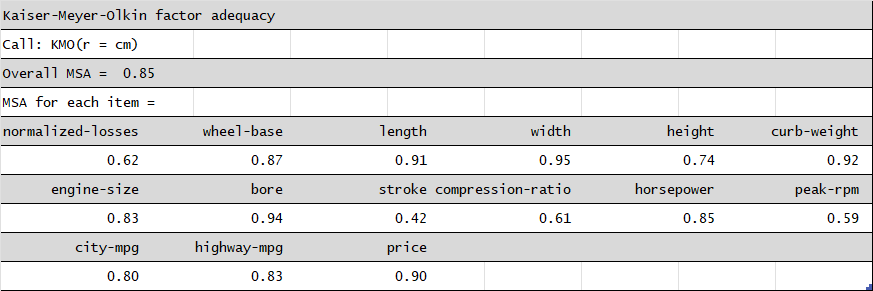 Kaiser-Meyer-Olkin factor adequacy
Call: KMO(r = cm)
Overall MSA =  0.85
MSA for each item =
normalized-losses wheel-base length width height curb-weight
0.62 0.87 0.91 0.95 0.74 0.92
engine-size bore stroke compression-ratio horsepower peak-rpm
0.83 0.94 0.42 0.61 0.85 0.59
city-mpg highway-mpg price
0.80 0.83 0.90